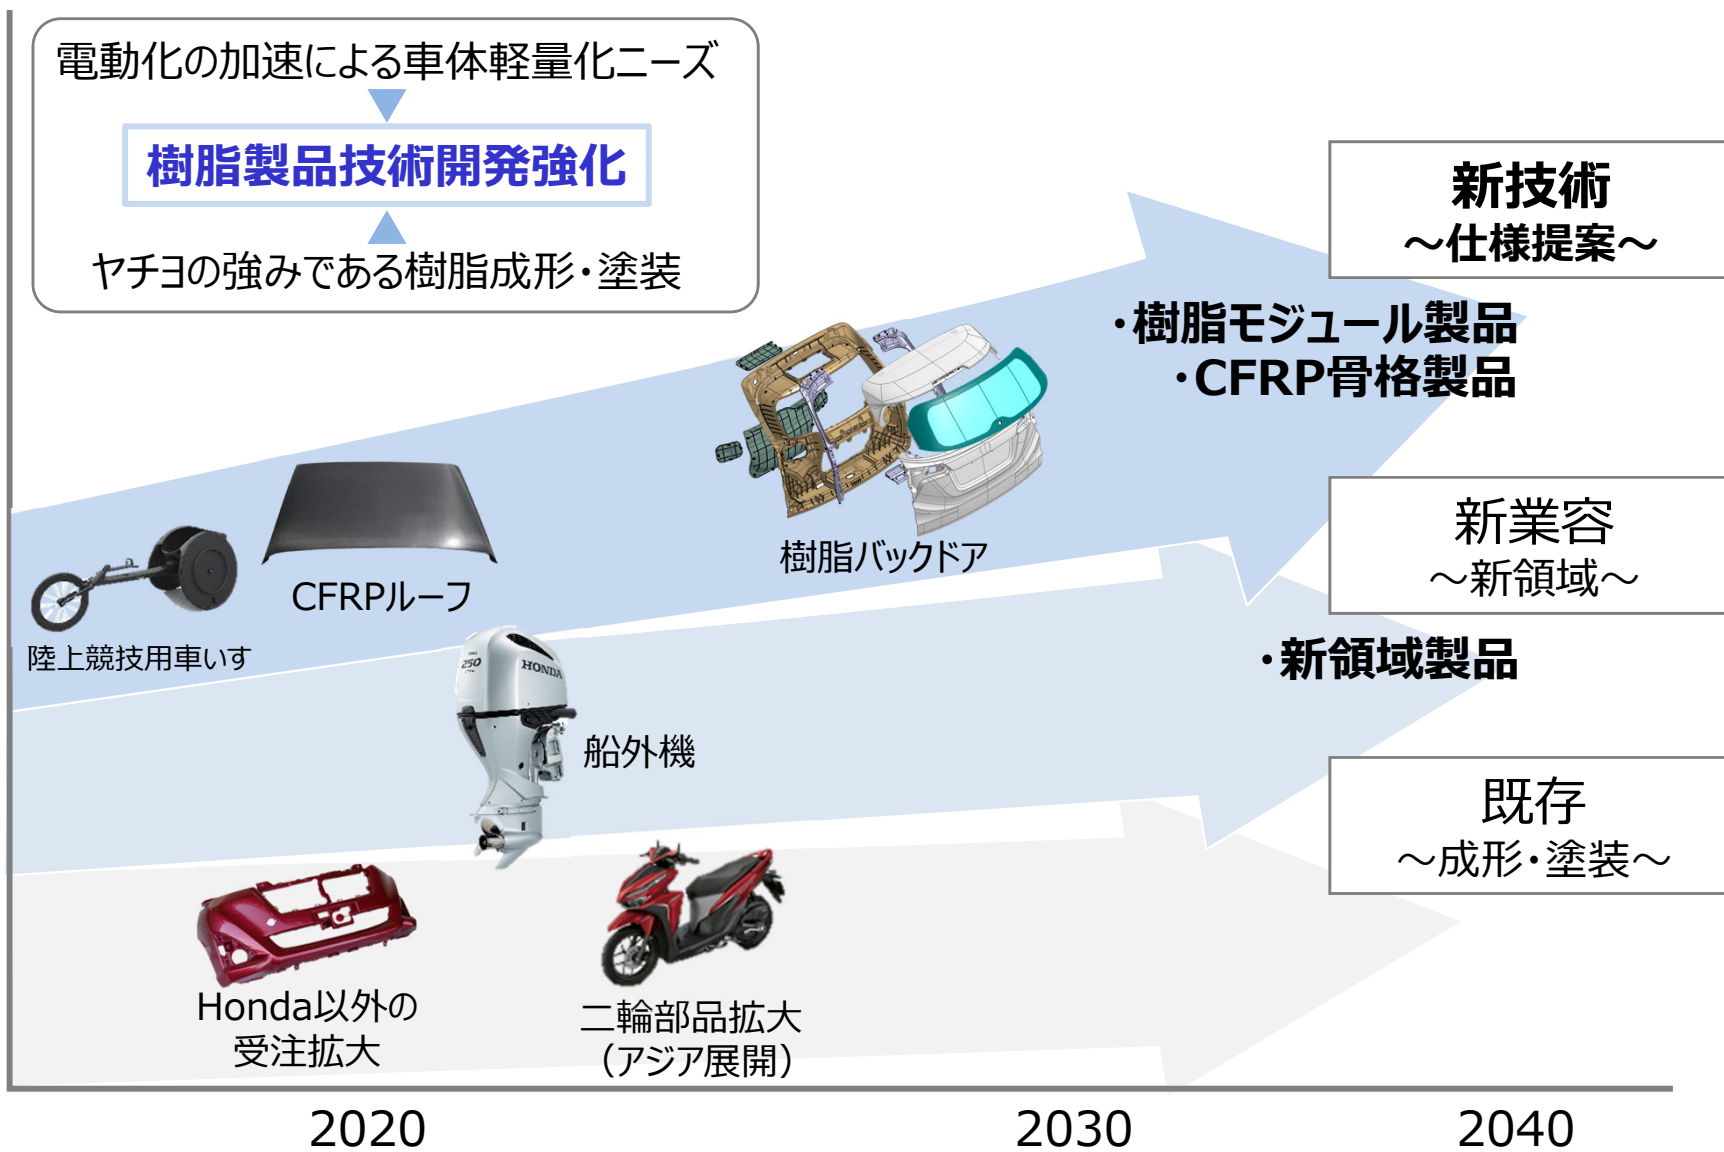 電動化の加速による車体軽量化ニーズ
樹脂製品技術開発強化
ヤチヨの強みである樹脂成形・塗装
新技術
～仕様提案～
・樹脂モジュール製品
・CFRP骨格製品
樹脂バックドア
CFRPルーフ
陸上競技用車いす
新業容
～新領域～
・新領域製品
250
HONDA
船外機
既存
～成形・塗装～
Honda以外の
受注拡大
二輪部品拡大
（アジア展開）
2020
2030
2040